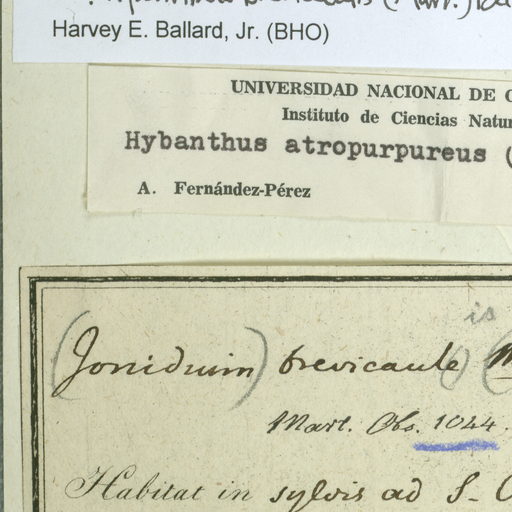 (Mart.)
Harvey E. Ballard, Jr. (BHO)
UNIVERSIDAD NACIONAL DE
Instituto de Ciencias Natur
Hybanthus atropurpureus (
A. Fernández-Pérez
is
(Jonidium) brevicaule) (
Mart. Obs. 1044.
Habitat in sylvis ad S.